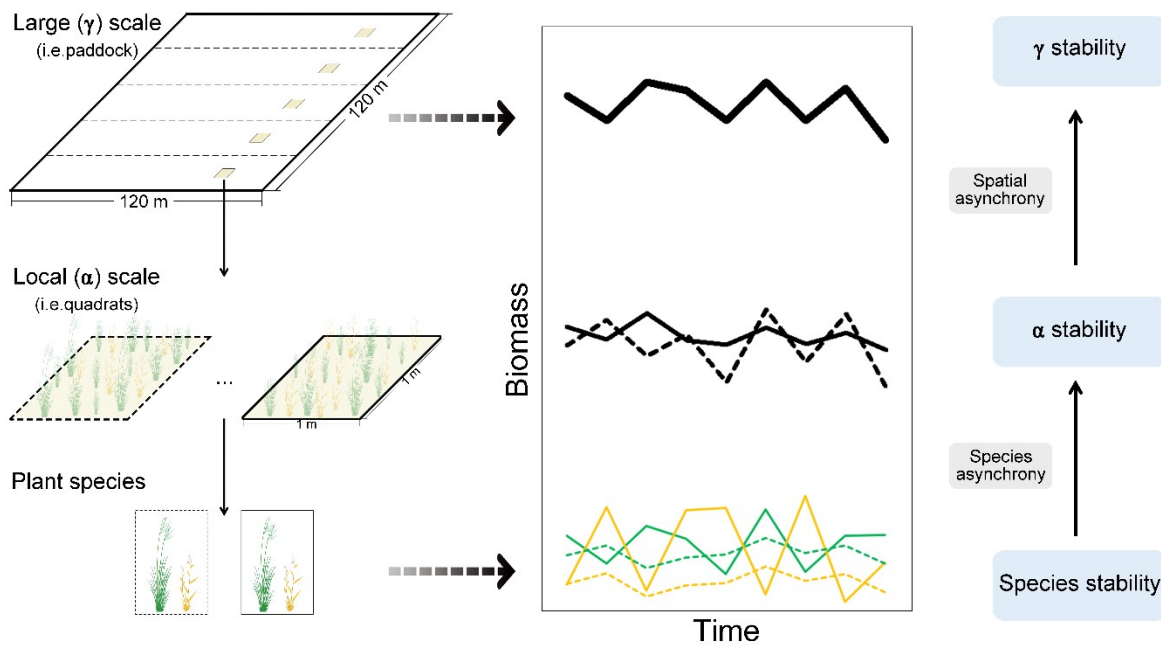 Large (γ) scale
(i.e.paddock)
120 m
120 m
Local (α) scale
(i.e.quadrats)
...
1 m
1 m
Plant species
Biomass
Time
γ stability
Spatial
asynchrony
α stability
Species
asynchrony
Species stability